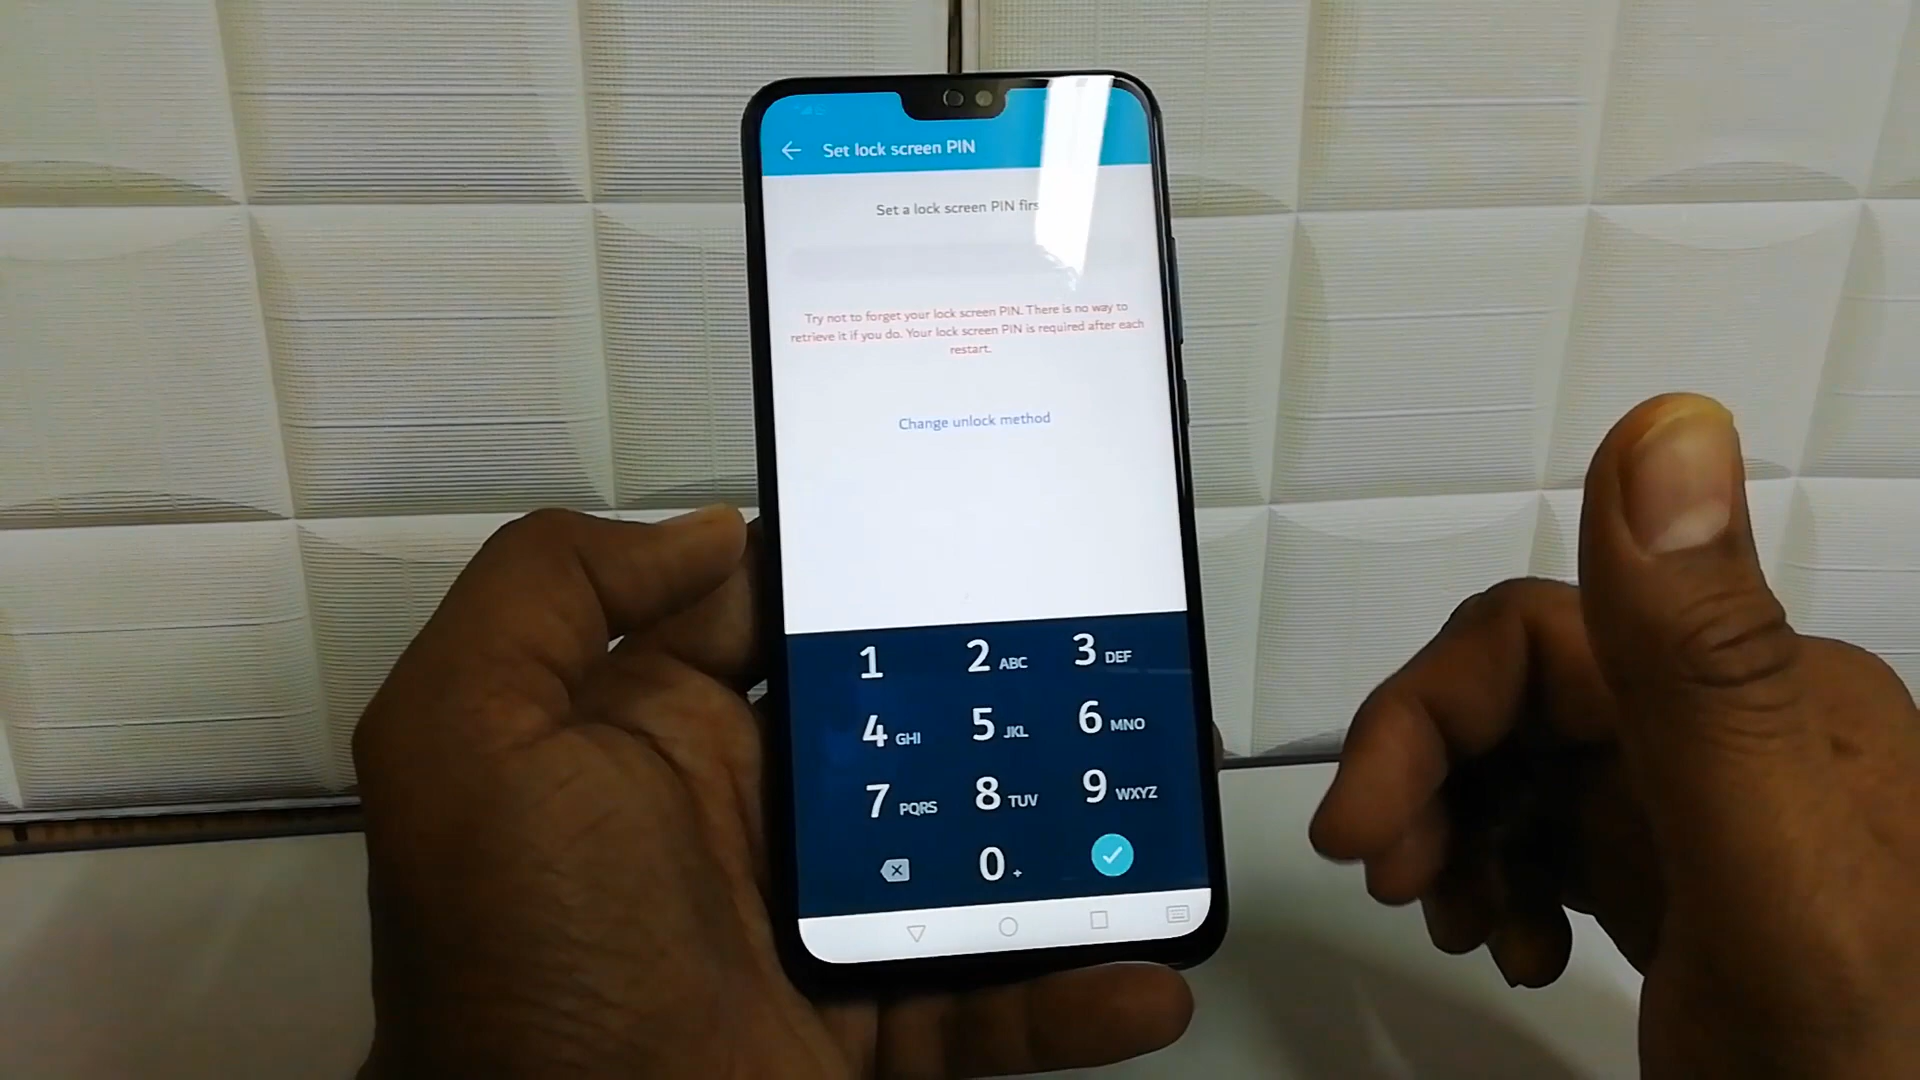 Set lock screen PIN
Set a lock screen PIN
Try not to forget your lock screen PIN. There is no way to
retrieve it if you do. Your lock screen PIN is required after each
restart.
Change unlock method
1 2 ABC 3 DEF
4 GHI 5 JKL 6 MNO
7 PQRS 8 TUV 9 WXYZ
0 +